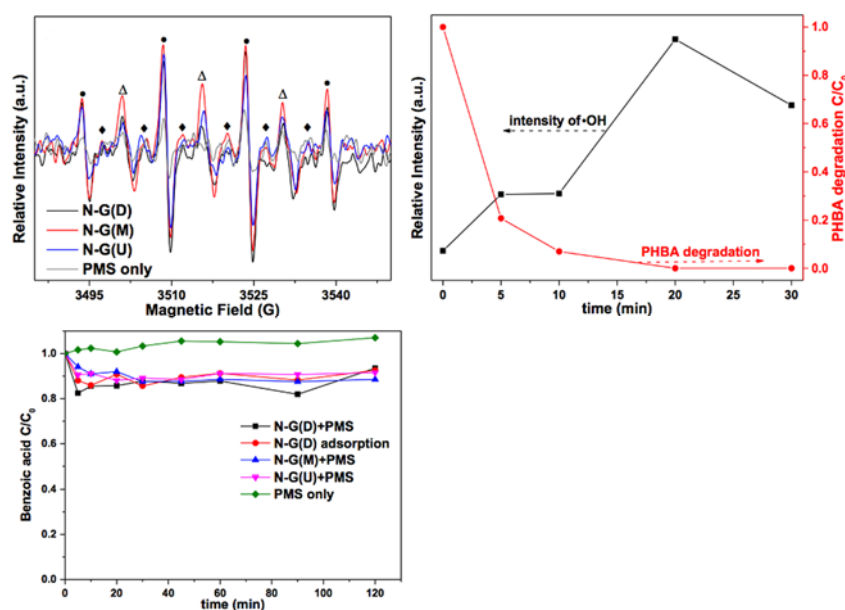 Relative Intensity (a.u.)
N-G(D)
N-G(M)
N-G(U)
PMS only
3495 3510 3525 3540
Magnetic Field (G)
Relative Intensity (a.u.)
intensity of•OH
PHBA degradation
0 5 10 15 20 25 30
time (min)
1.0
0.8
0.6
0.4
0.2
0.0
PHBA degradation C/C₀
Benzoic acid C/C₀
1.0
0.8
0.6
0.4
0.2
0.0
N-G(D)+PMS
N-G(D) adsorption
N-G(M)+PMS
N-G(U)+PMS
PMS only
0 20 40 60 80 100 120
time (min)